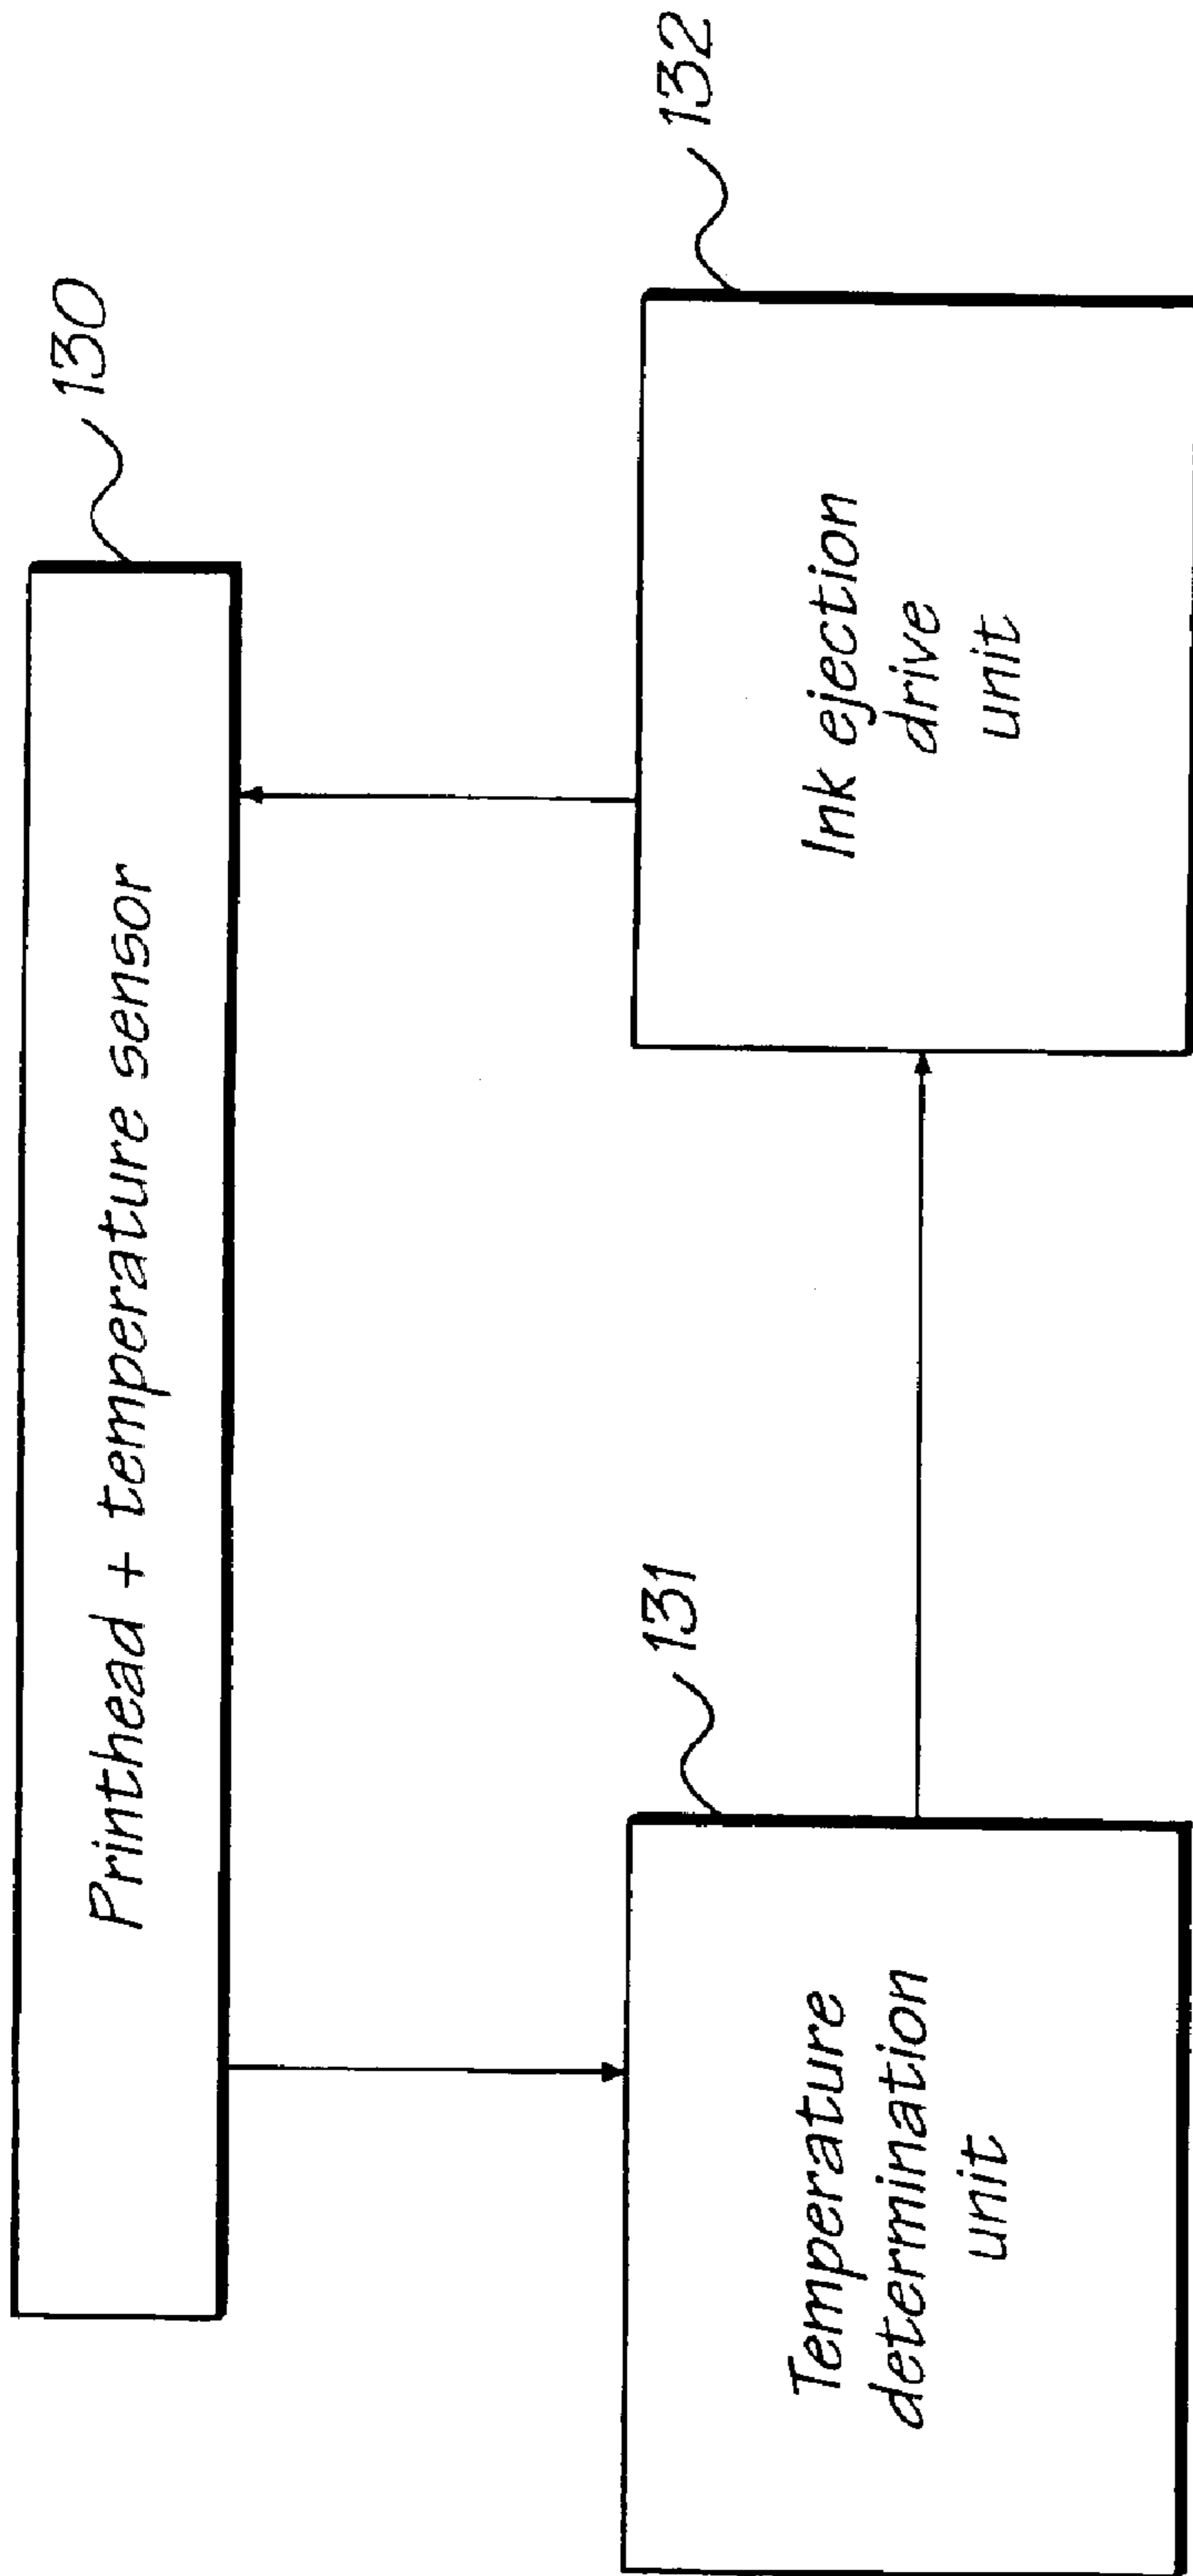 130
Printhead + temperature sensor
131
Temperature
determination
unit
132
Ink ejection
drive
unit